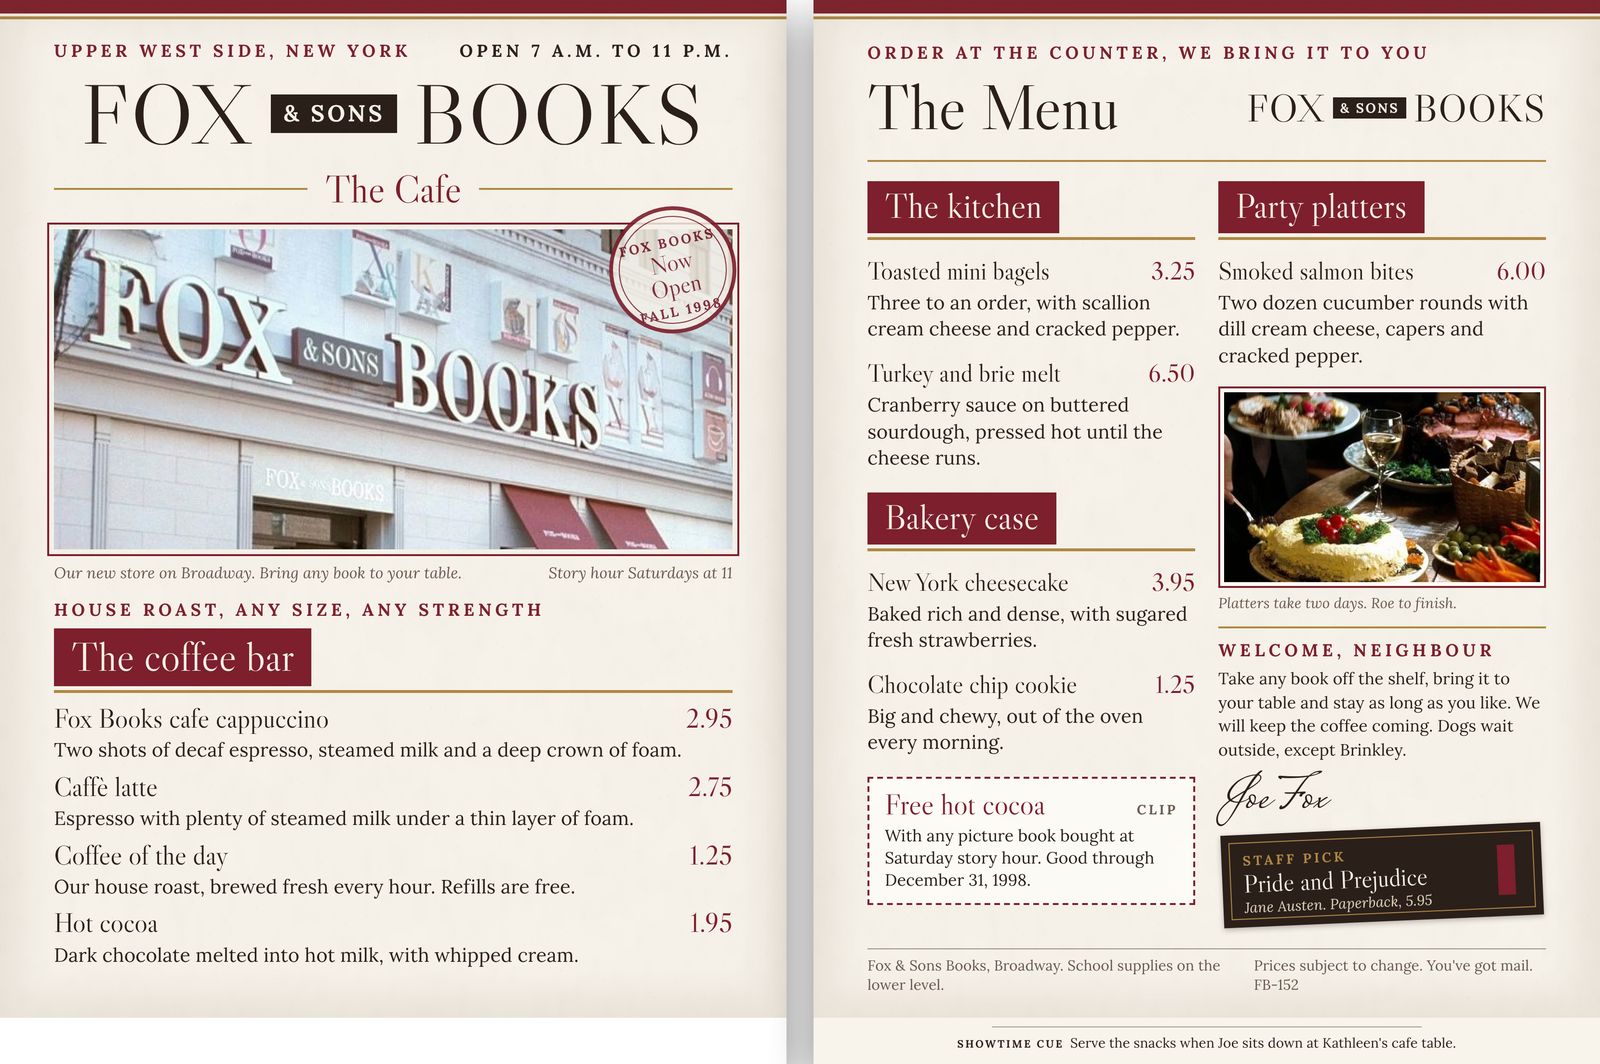 UPPER WEST SIDE, NEW YORK
OPEN 7 A.M. TO 11 P.M.
FOX & SONS BOOKS
The Cafe
FOX BOOKS
Now
Open
FALL 1998
FOX & SONS BOOKS
FOX & SONS BOOKS
Our new store on Broadway. Bring any book to your table.
Story hour Saturdays at 11
HOUSE ROAST, ANY SIZE, ANY STRENGTH
The coffee bar
Fox Books cafe cappuccino 2.95
Two shots of decaf espresso, steamed milk and a deep crown of foam.
Caffè latte 2.75
Espresso with plenty of steamed milk under a thin layer of foam.
Coffee of the day 1.25
Our house roast, brewed fresh every hour. Refills are free.
Hot cocoa 1.95
Dark chocolate melted into hot milk, with whipped cream.
ORDER AT THE COUNTER, WE BRING IT TO YOU
The Menu
FOX & SONS BOOKS
The kitchen
Toasted mini bagels 3.25
Three to an order, with scallion
cream cheese and cracked pepper.
Turkey and brie melt 6.50
Cranberry sauce on buttered
sourdough, pressed hot until the
cheese runs.
Bakery case
New York cheesecake 3.95
Baked rich and dense, with sugared
fresh strawberries.
Chocolate chip cookie 1.25
Big and chewy, out of the oven
every morning.
Free hot cocoa
CLIP
With any picture book bought at
Saturday story hour. Good through
December 31, 1998.
Party platters
Smoked salmon bites 6.00
Two dozen cucumber rounds with
dill cream cheese, capers and
cracked pepper.
Platters take two days. Roe to finish.
WELCOME, NEIGHBOUR
Take any book off the shelf, bring it to
your table and stay as long as you like. We
will keep the coffee coming. Dogs wait
outside, except Brinkley.
Joe Fox
STAFF PICK
Pride and Prejudice
Jane Austen. Paperback, 5.95
Fox & Sons Books, Broadway. School supplies on the
lower level.
Prices subject to change. You've got mail.
FB-152
SHOWTIME CUE Serve the snacks when Joe sits down at Kathleen's cafe table.